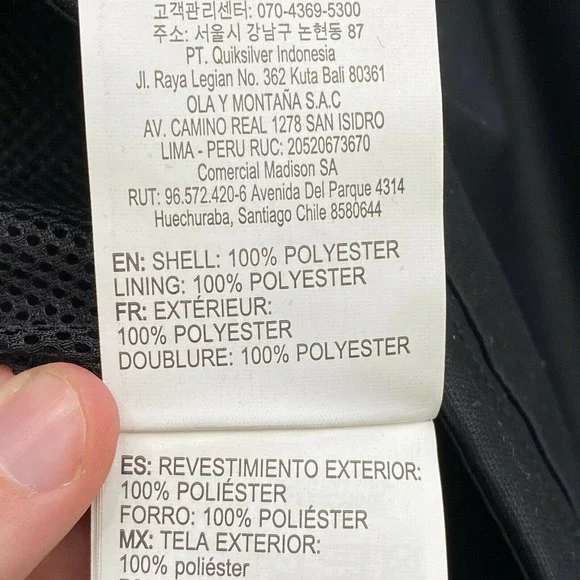 고객관리센터: 070-4369-5300
주소: 서울시 강남구 논현동 87
PT. Quiksilver Indonesia
Jl. Raya Legian No. 362 Kuta Bali 80361
OLA Y MONTAÑA S.A.C
AV. CAMINO REAL 1278 SAN ISIDRO
LIMA - PERU RUC: 20520673670
Comercial Madison SA
RUT: 96.572.420-6 Avenida Del Parque 4314
Huechuraba, Santiago Chile 8580644
EN: SHELL: 100% POLYESTER
LINING: 100% POLYESTER
FR: EXTÉRIEUR:
100% POLYESTER
DOUBLURE: 100% POLYESTER
ES: REVESTIMIENTO EXTERIOR:
100% POLIÉSTER
FORRO: 100% POLIÉSTER
MX: TELA EXTERIOR:
100% poliéster